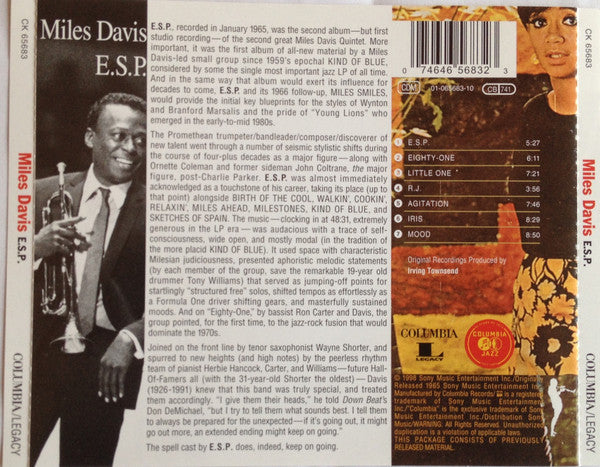 CK 65683
Miles Davis E.S.P.
COLUMBIA/LEGACY
Miles Davis
E.S.P.
E.S.P., recorded in January 1965, was the second album—but first
studio recording—of the second great Miles Davis Quintet. More
important, it was the first album of all-new material by a Miles
Davis-led small group since 1959's epochal KIND OF BLUE,
considered by some the single most important jazz LP of all time.
And in the same way that album would exert its influence for
decades to come, E.S.P. and its 1966 follow-up, MILES SMILES,
would provide the initial key blueprints for the styles of Wynton
and Branford Marsalis and the pride of "Young Lions" who
emerged in the early-to-mid 1980s.
The Promethean trumpeter/bandleader/composer/discoverer of
new talent went through a number of seismic stylistic shifts during
the course of four-plus decades as a major figure—along with
Ornette Coleman and former sideman John Coltrane, the major
figure, post-Charlie Parker. E.S.P. was almost immediately
acknowledged as a touchstone of his career, taking its place (up to
that point) alongside BIRTH OF THE COOL, WALKIN', COOKIN',
RELAXIN', MILES AHEAD, MILESTONES, KIND OF BLUE, and
SKETCHES OF SPAIN. The music—clocking in at 48:31, extremely
generous in the LP era—was audacious with a trace of self-
consciousness, wide open, and mostly modal (in the tradition of
the more placid KIND OF BLUE). It used space with characteristic
Milesian judiciousness, presented aphoristic melodic statements
(by each member of the group, save the remarkable 19-year old
drummer Tony Williams) that served as jumping-off points for
startlingly "structured free" solos, shifted tempos as effortlessly as
a Formula One driver shifting gears, and masterfully sustained
moods. And on "Eighty-One," by bassist Ron Carter and Davis, the
group pointed, for the first time, to the jazz-rock fusion that would
dominate the 1970s.
Joined on the front line by tenor saxophonist Wayne Shorter, and
spurred to new heights (and high notes) by the peerless rhythm
team of pianist Herbie Hancock, Carter, and Williams—future Hall-
Of-Famers all (with the 31-year-old Shorter the oldest)—Davis
(1926-1991) knew that this band was truly special, and treated
them accordingly. "I give them their heads," he told Down Beat's
Don DeMichael, "but I try to tell them what sounds best. I tell them
to always be prepared for the unexpected—if it's going out, it might
go out more, an extended ending might keep on going."
The spell cast by E.S.P. does, indeed, keep on going.
0 74646 56832 3
CDM 01-065683-10 CB 741
1 E.S.P. 5:27
2 EIGHTY-ONE 6:11
3 LITTLE ONE 7:21
4 R.J. 3:56
5 AGITATION 7:46
6 IRIS 8:29
7 MOOD 8:50
Original Recordings Produced by
Irving Townsend
COLUMBIA
LEGACY
COLUMBIA
JAZZ
© 1998 Sony Music Entertainment Inc./Originally
Released 1965 Sony Music Entertainment Inc./
Manufactured by Columbia Records/ is a registered
trademark of Sony Music Entertainment Inc./
"Columbia" is the exclusive trademark of Sony
Music Entertainment Inc./Distribution Sony
Music/WARNING: All Rights Reserved. Unauthorized
duplication is a violation of applicable laws.
THIS PACKAGE CONSISTS OF PREVIOUSLY
RELEASED MATERIAL.
CK 65683
Miles Davis E.S.P.
COLUMBIA/LEGACY